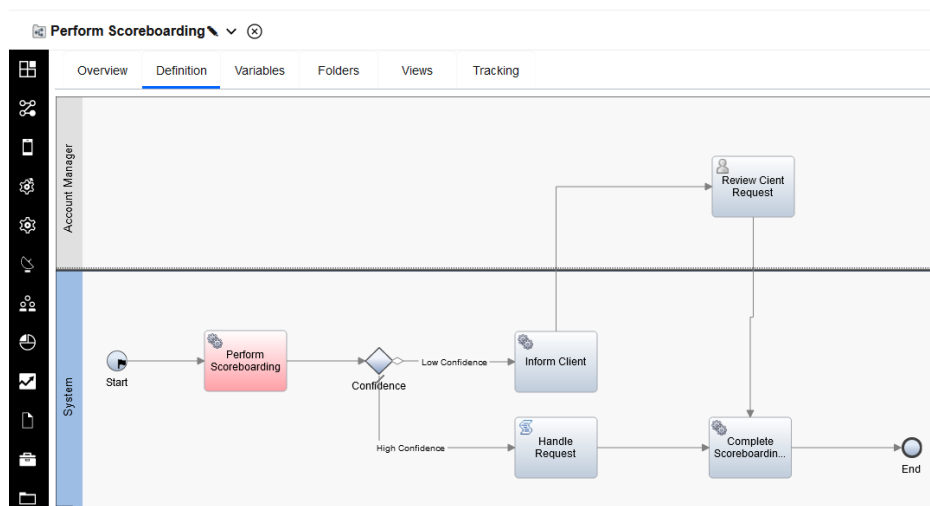 Perform Scoreboarding
Overview
Definition
Variables
Folders
Views
Tracking
Account Manager
Review Cient
Request
System
Start
Perform
Scoreboarding
Confidence
Low Confidence
Inform Client
High Confidence
Handle
Request
Complete
Scoreboardin...
End